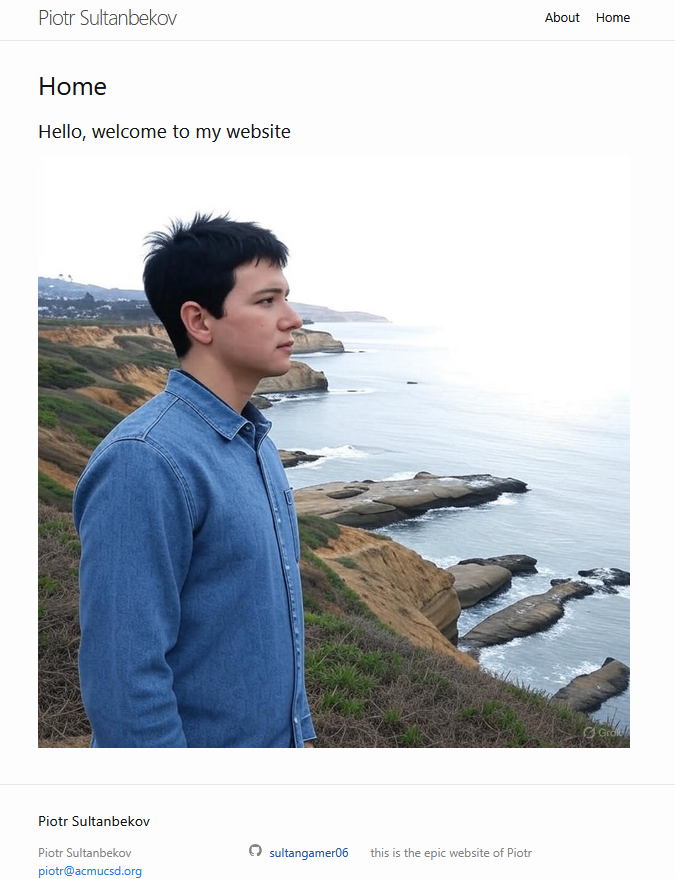 Piotr Sultanbekov
About Home
Home
Hello, welcome to my website
Grok
Piotr Sultanbekov
Piotr Sultanbekov
piotr@acmucsd.org
sultangamer06
this is the epic website of Piotr